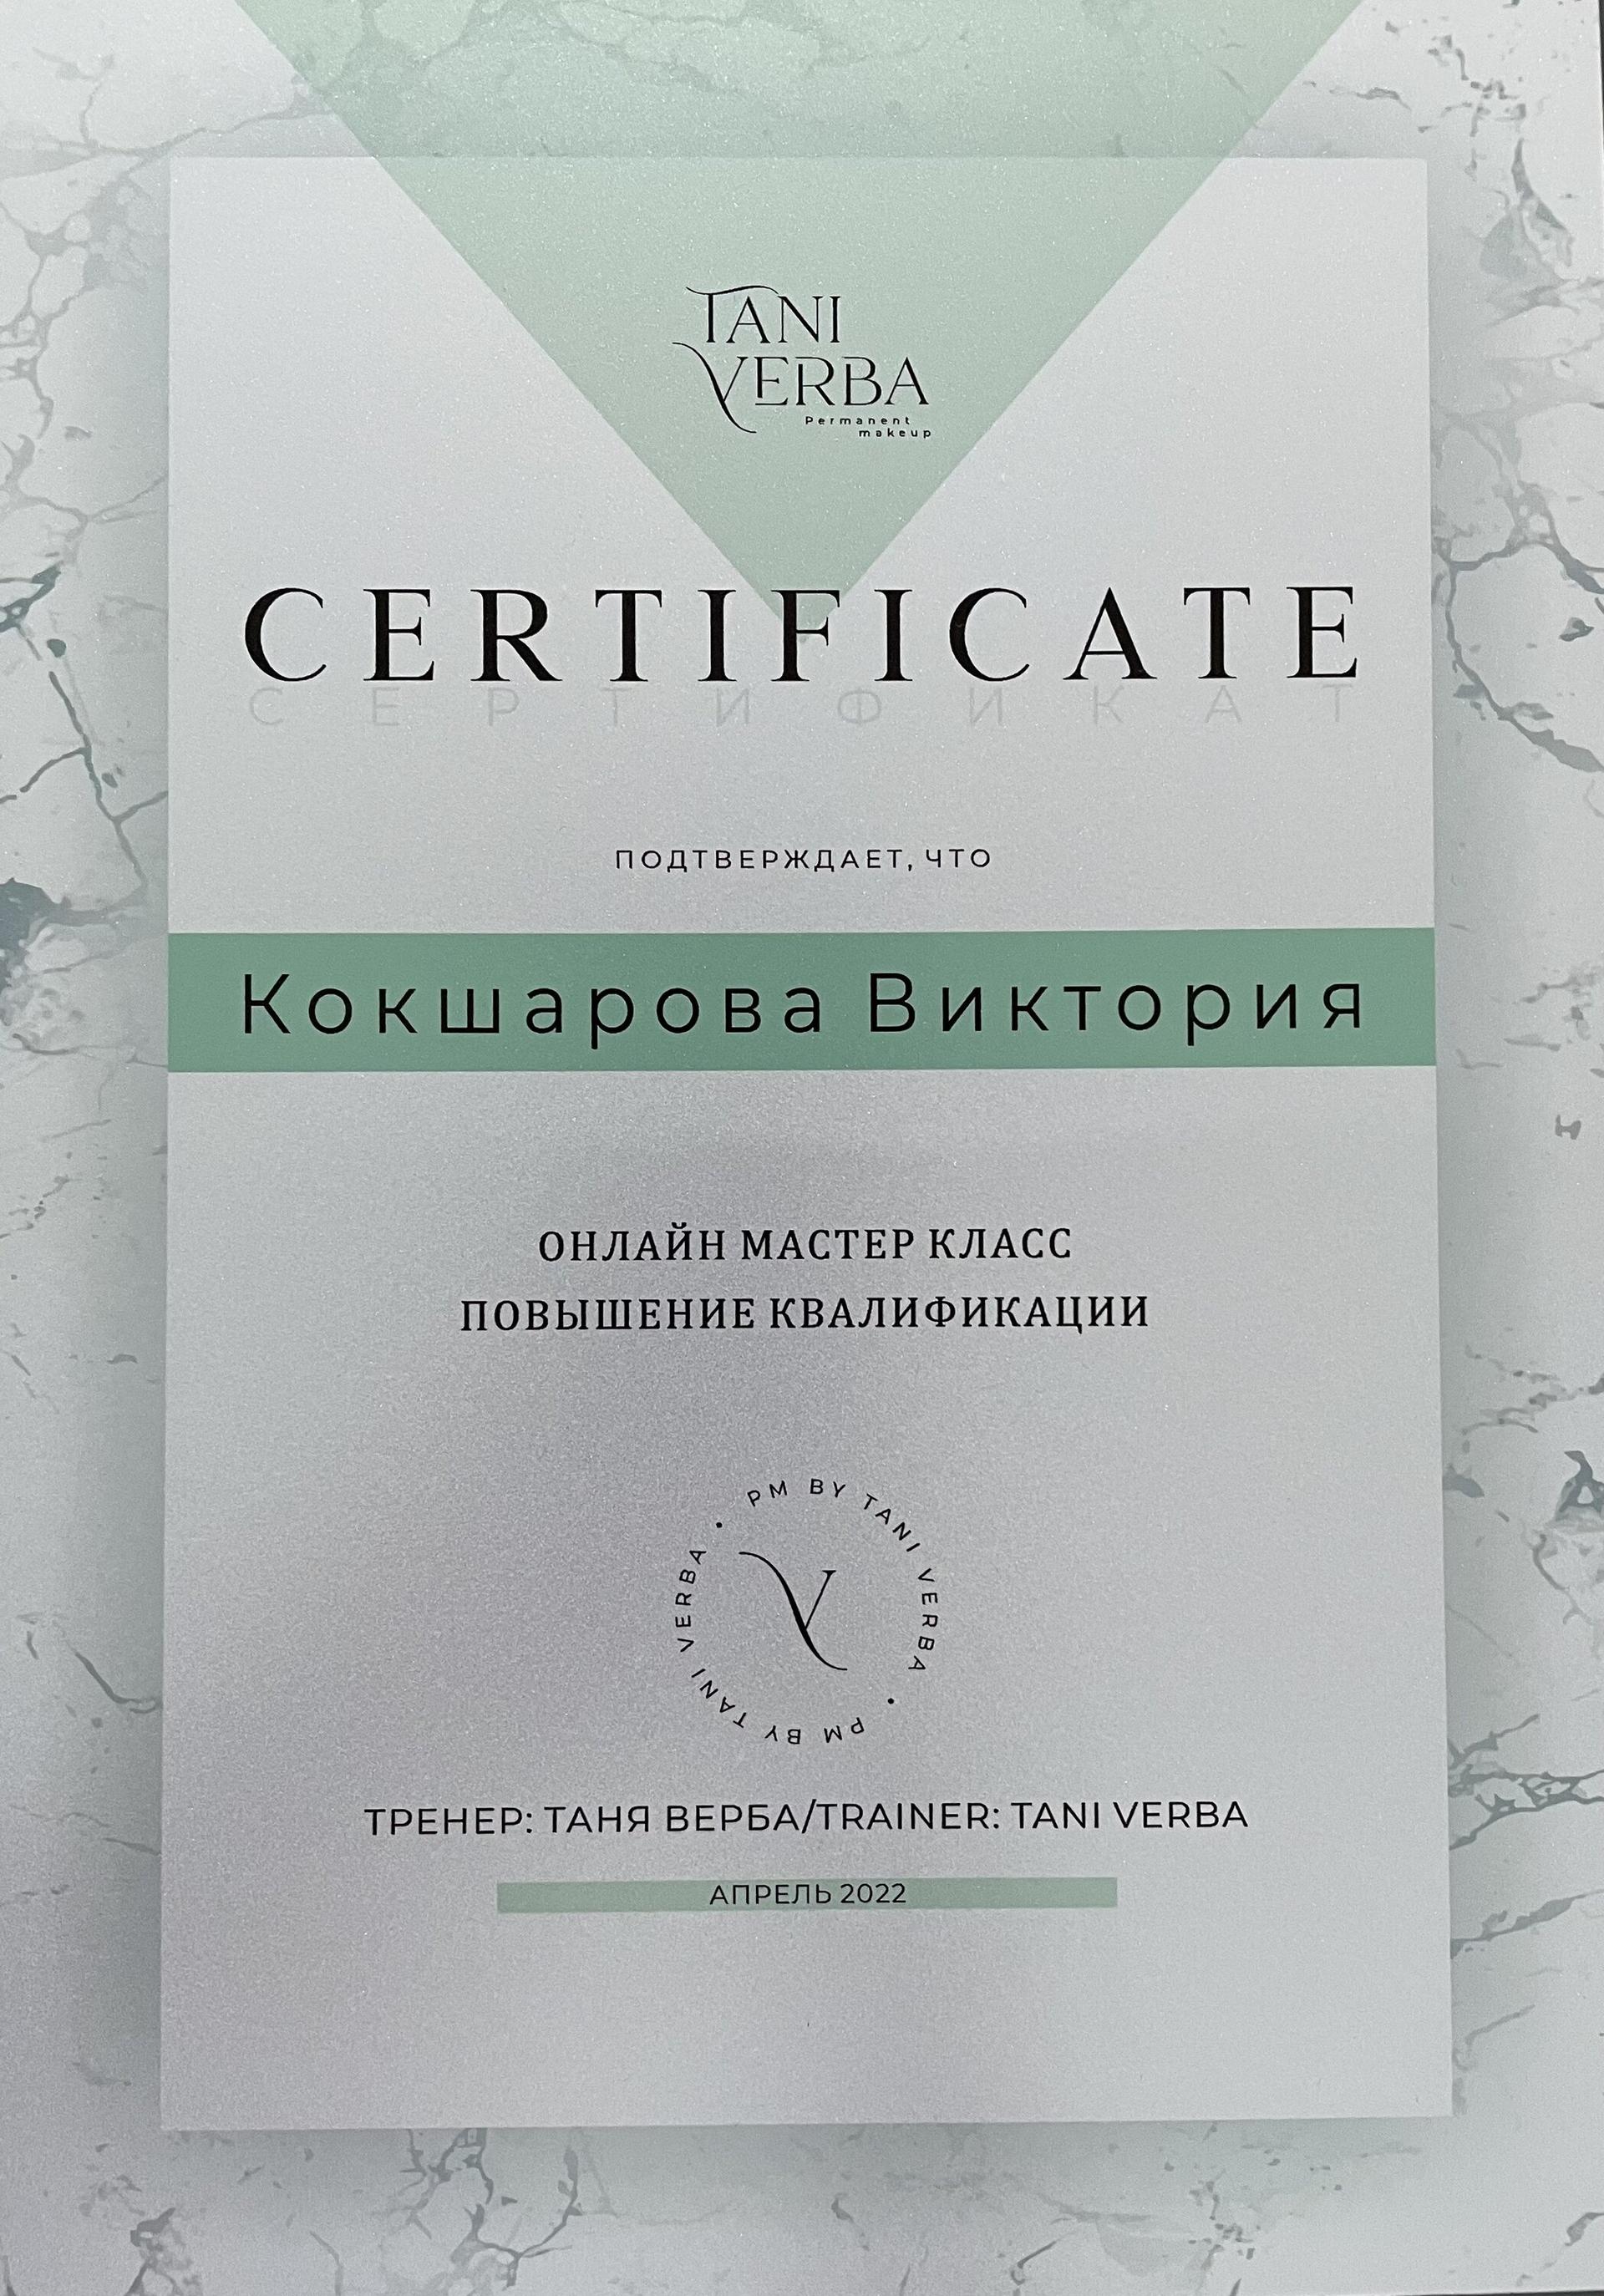 TANI
VERBA
Permanent
makeup
CERTIFICATE
СЕРТИФИКАТ
ПОДТВЕРЖДАЕТ, ЧТО
Кокшарова Виктория
ОНЛАЙН МАСТЕР КЛАСС
ПОВЫШЕНИЕ КВАЛИФИКАЦИИ
PM BY TANI VERBA • PM BY TANI VERBA •
V
ТРЕНЕР: ТАНЯ ВЕРБА/TRAINER: TANI VERBA
АПРЕЛЬ 2022